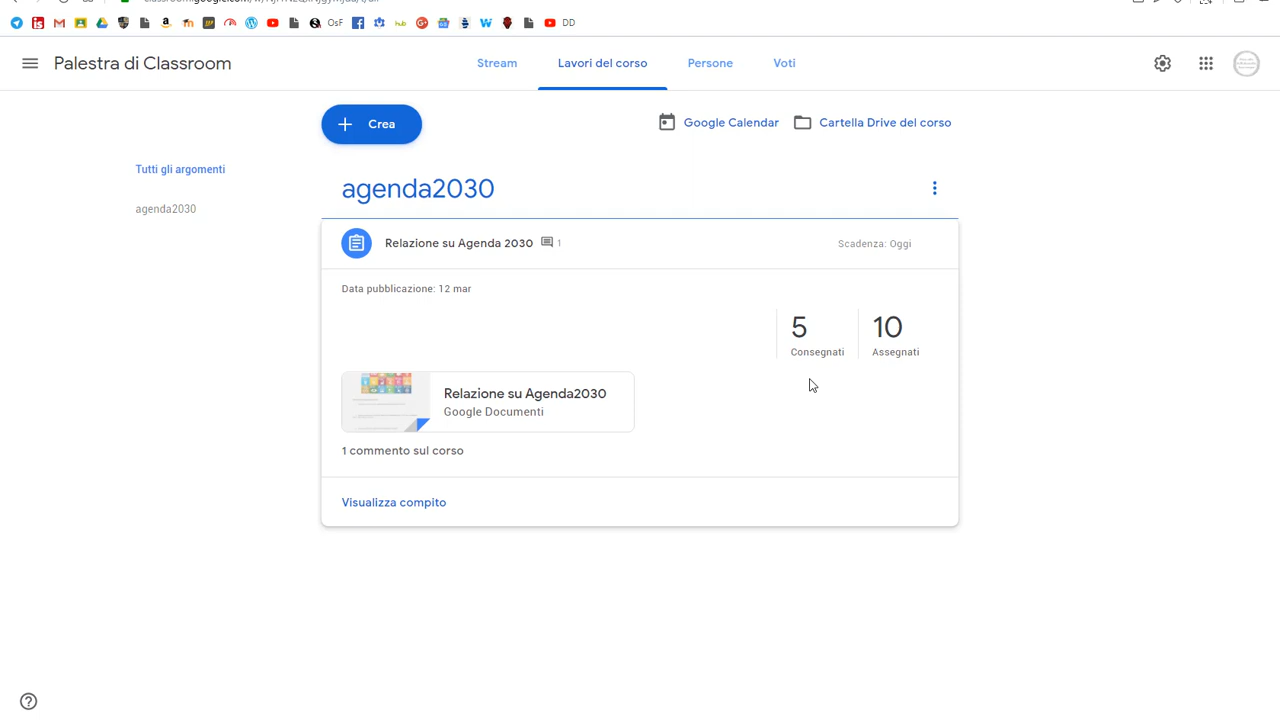 OsF
DD
Palestra di Classroom
Stream
Lavori del corso
Persone
Voti
Crea
Google Calendar
Cartella Drive del corso
Tutti gli argomenti
agenda2030
agenda2030
Relazione su Agenda 2030
1
Scadenza: Oggi
Data pubblicazione: 12 mar
5
Consegnati
10
Assegnati
Relazione su Agenda2030
Google Documenti
1 commento sul corso
Visualizza compito